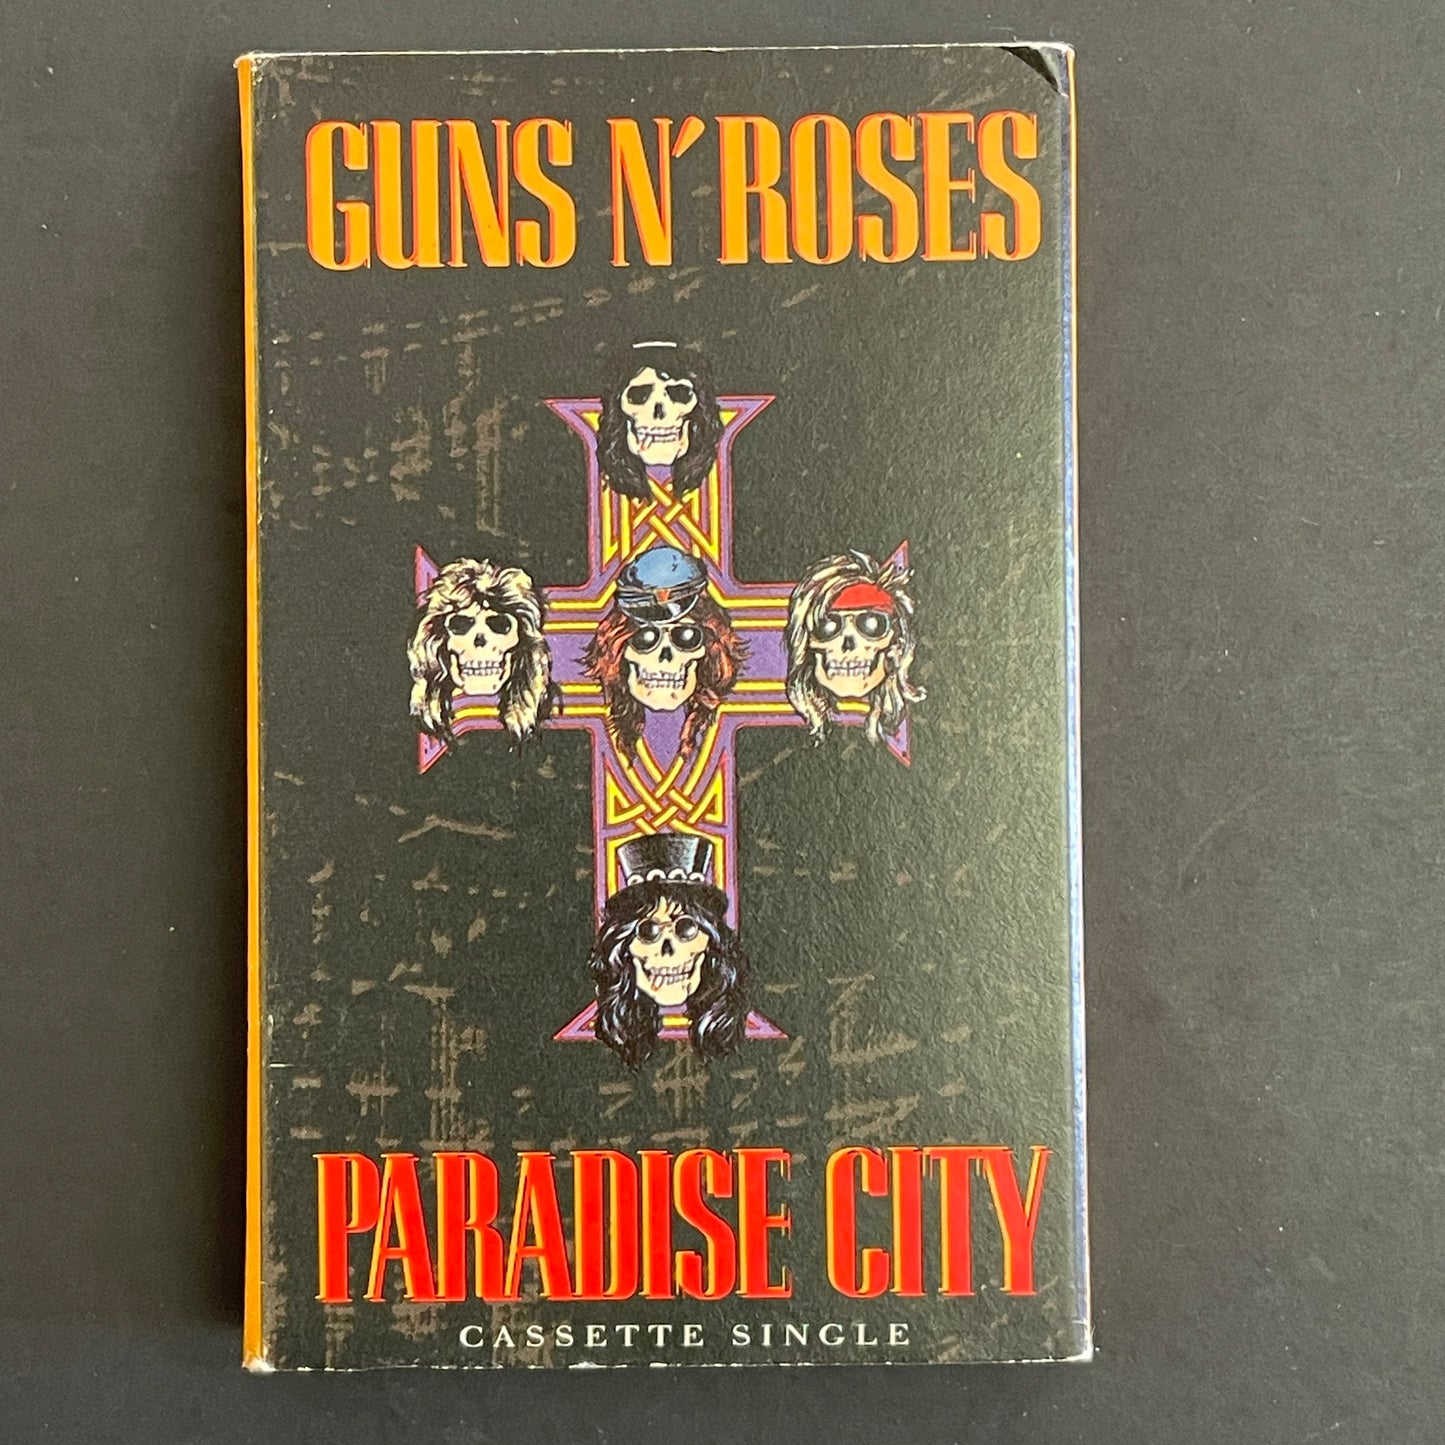 GUNS N' ROSES
PARADISE CITY
CASSETTE SINGLE